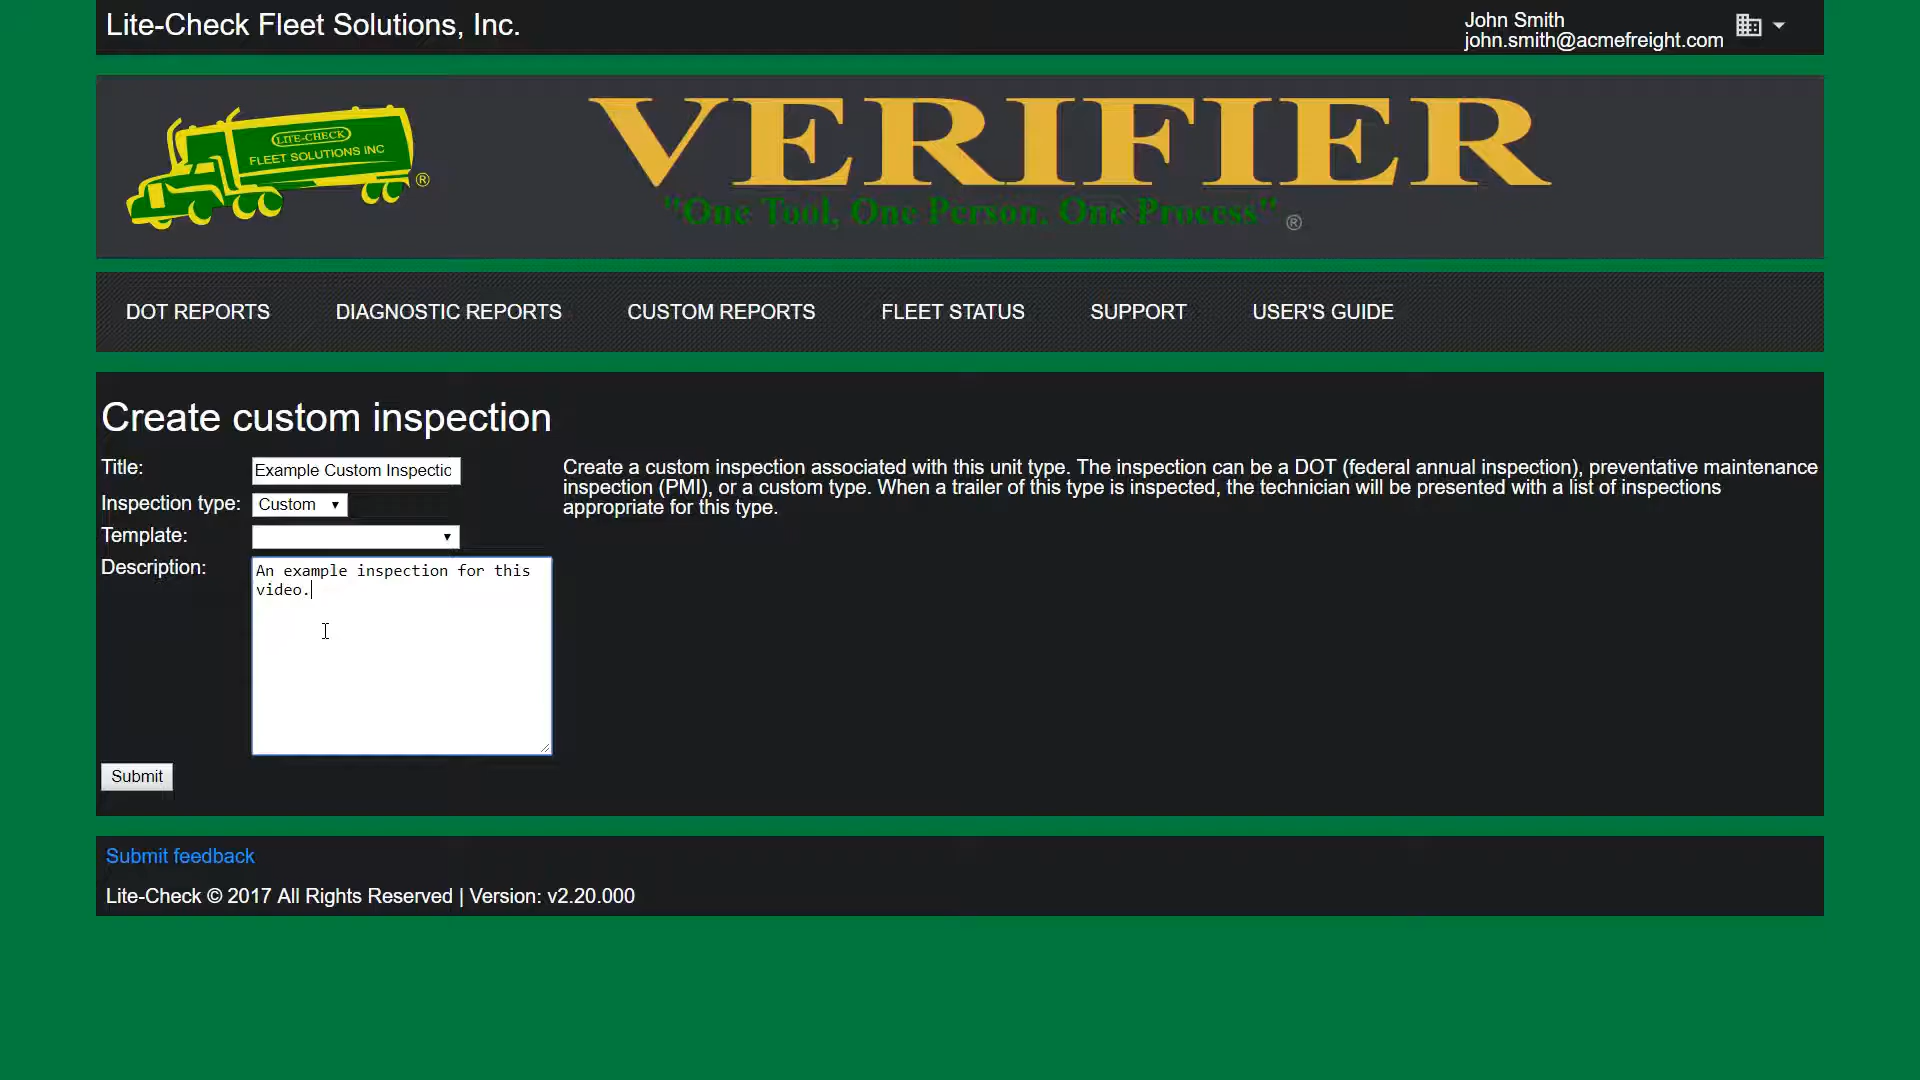 Lite-Check Fleet Solutions, Inc.
John Smith
john.smith@acmefreight.com
LITE-CHECK
FLEET SOLUTIONS INC
®
VERIFIER
"One Tool, One Person, One Process" ®
DOT REPORTS DIAGNOSTIC REPORTS CUSTOM REPORTS FLEET STATUS SUPPORT USER'S GUIDE
Create custom inspection
Title: Example Custom Inspectic
Inspection type: Custom
Template:
Description: An example inspection for this
video.
Create a custom inspection associated with this unit type. The inspection can be a DOT (federal annual inspection), preventative maintenance
inspection (PMI), or a custom type. When a trailer of this type is inspected, the technician will be presented with a list of inspections
appropriate for this type.
Submit
Submit feedback
Lite-Check © 2017 All Rights Reserved | Version: v2.20.000